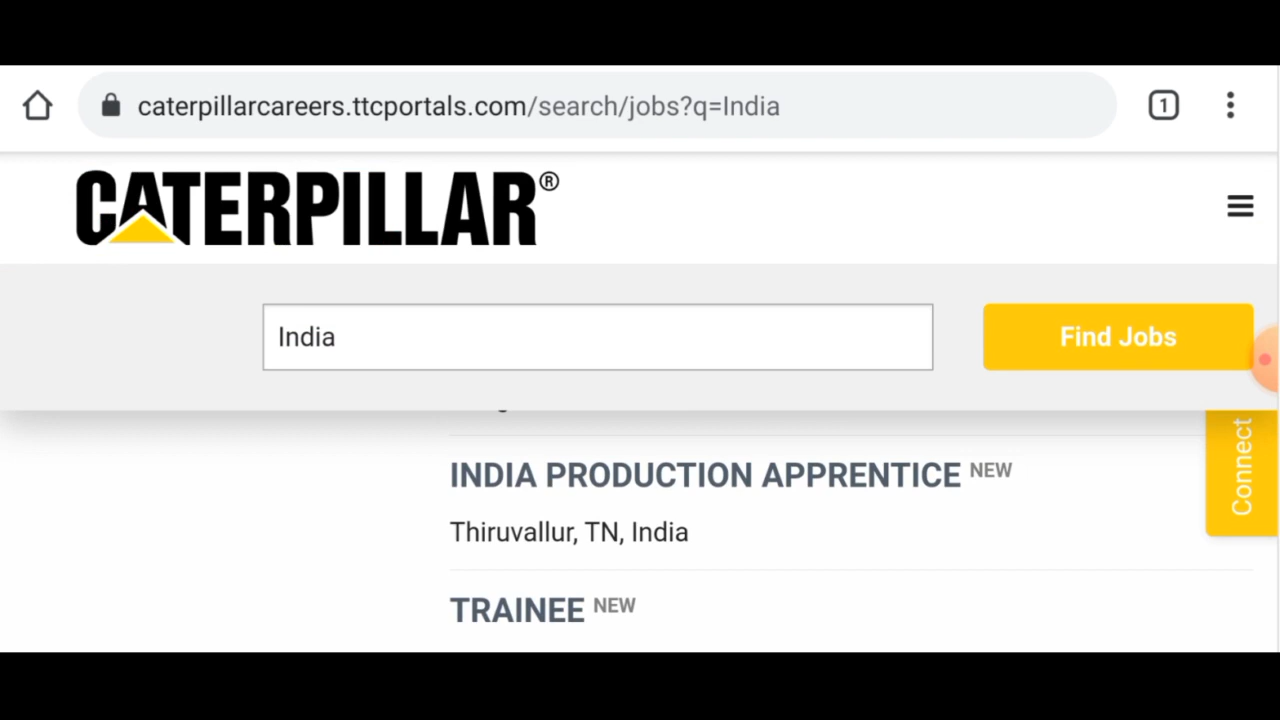 caterpillarcareers.ttcportals.com/search/jobs?q=India
1
CATERPILLAR®
India
Find Jobs
Connect
INDIA PRODUCTION APPRENTICE NEW
Thiruvallur, TN, India
TRAINEE NEW